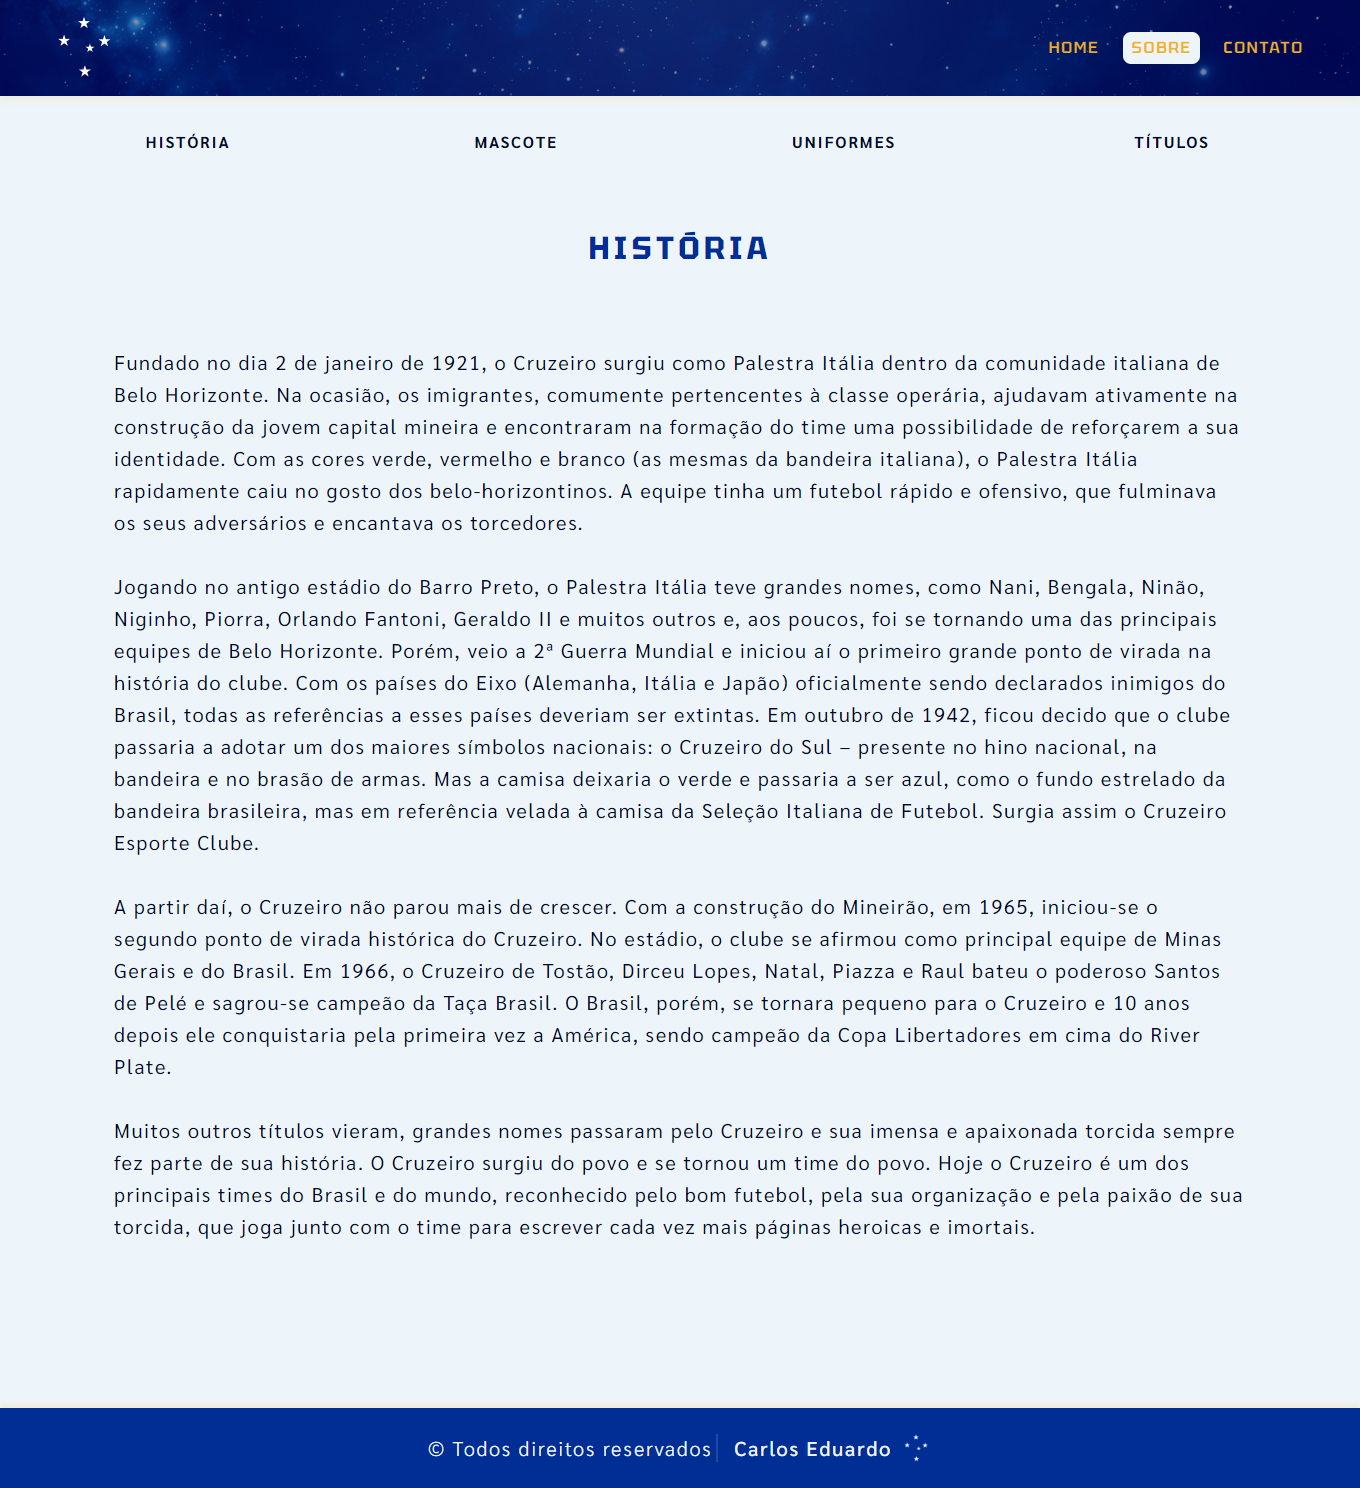 HOME SOBRE CONTATO
HISTÓRIA MASCOTE UNIFORMES TÍTULOS
HISTÓRIA
Fundado no dia 2 de janeiro de 1921, o Cruzeiro surgiu como Palestra Itália dentro da comunidade italiana de
Belo Horizonte. Na ocasião, os imigrantes, comumente pertencentes à classe operária, ajudavam ativamente na
construção da jovem capital mineira e encontraram na formação do time uma possibilidade de reforçarem a sua
identidade. Com as cores verde, vermelho e branco (as mesmas da bandeira italiana), o Palestra Itália
rapidamente caiu no gosto dos belo-horizontinos. A equipe tinha um futebol rápido e ofensivo, que fulminava
os seus adversários e encantava os torcedores.
Jogando no antigo estádio do Barro Preto, o Palestra Itália teve grandes nomes, como Nani, Bengala, Ninão,
Niginho, Piorra, Orlando Fantoni, Geraldo II e muitos outros e, aos poucos, foi se tornando uma das principais
equipes de Belo Horizonte. Porém, veio a 2ª Guerra Mundial e iniciou aí o primeiro grande ponto de virada na
história do clube. Com os países do Eixo (Alemanha, Itália e Japão) oficialmente sendo declarados inimigos do
Brasil, todas as referências a esses países deveriam ser extintas. Em outubro de 1942, ficou decido que o clube
passaria a adotar um dos maiores símbolos nacionais: o Cruzeiro do Sul – presente no hino nacional, na
bandeira e no brasão de armas. Mas a camisa deixaria o verde e passaria a ser azul, como o fundo estrelado da
bandeira brasileira, mas em referência velada à camisa da Seleção Italiana de Futebol. Surgia assim o Cruzeiro
Esporte Clube.
A partir daí, o Cruzeiro não parou mais de crescer. Com a construção do Mineirão, em 1965, iniciou-se o
segundo ponto de virada histórica do Cruzeiro. No estádio, o clube se afirmou como principal equipe de Minas
Gerais e do Brasil. Em 1966, o Cruzeiro de Tostão, Dirceu Lopes, Natal, Piazza e Raul bateu o poderoso Santos
de Pelé e sagrou-se campeão da Taça Brasil. O Brasil, porém, se tornara pequeno para o Cruzeiro e 10 anos
depois ele conquistaria pela primeira vez a América, sendo campeão da Copa Libertadores em cima do River
Plate.
Muitos outros títulos vieram, grandes nomes passaram pelo Cruzeiro e sua imensa e apaixonada torcida sempre
fez parte de sua história. O Cruzeiro surgiu do povo e se tornou um time do povo. Hoje o Cruzeiro é um dos
principais times do Brasil e do mundo, reconhecido pelo bom futebol, pela sua organização e pela paixão de sua
torcida, que joga junto com o time para escrever cada vez mais páginas heroicas e imortais.
© Todos direitos reservados Carlos Eduardo